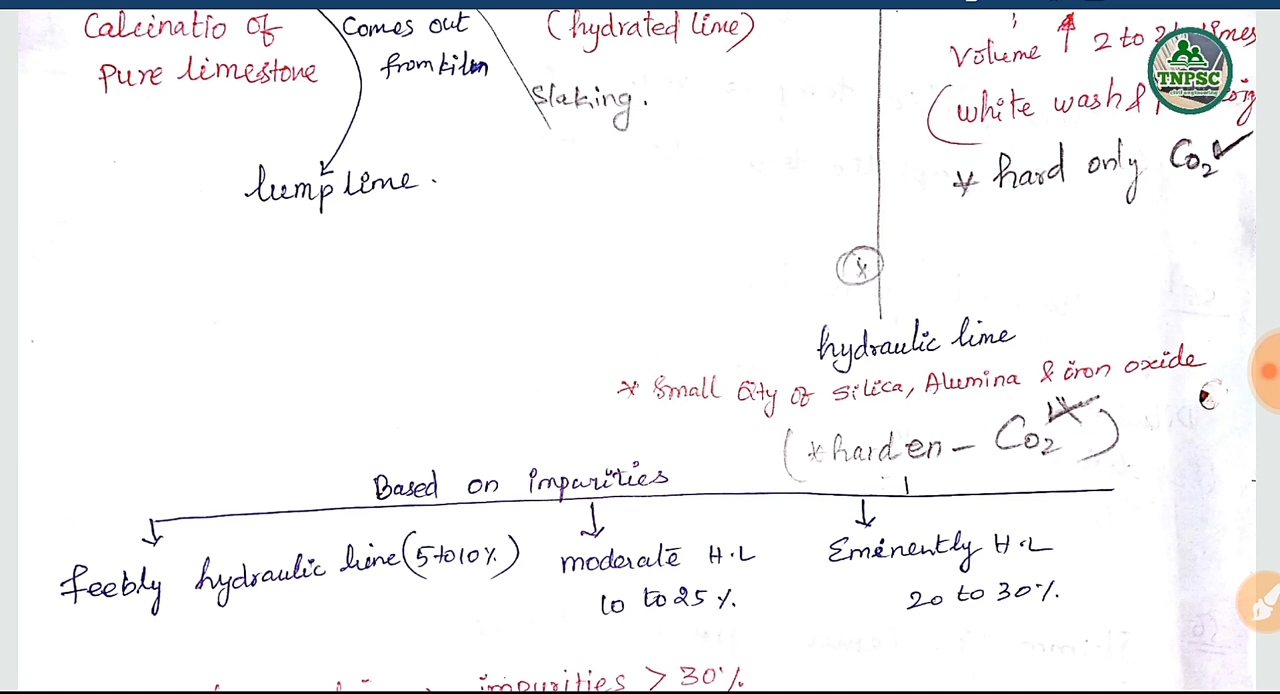 Calcinatio of
pure limestone
Comes out
from kiln
(hydrated lime)
Slaking.
lump lime.
Volume ↑ 2 to
(white wash &
* hard only CO2 ✓
TNPSC
civil engineering
*
hydraulic lime
* Small Qty of Silica, Alumina & iron oxide
(* harden - CO2 )
Based on impurities
feebly hydraulic lime (5 to 10%)
moderate H.L
10 to 25 %.
Eminently H.L
20 to 30%.
impurities > 30%